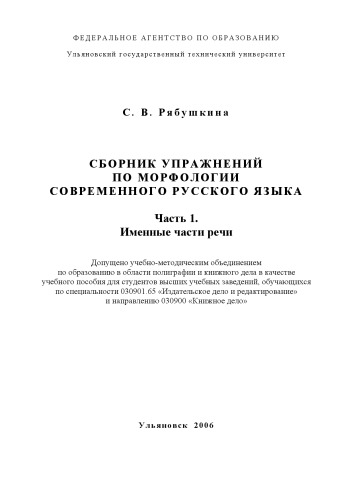 ФЕДЕРАЛЬНОЕ АГЕНТСТВО ПО ОБРАЗОВАНИЮ
Ульяновский государственный технический университет
С. В. Рябушкина
СБОРНИК УПРАЖНЕНИЙ
ПО МОРФОЛОГИИ
СОВРЕМЕННОГО РУССКОГО ЯЗЫКА
Часть 1.
Именные части речи
Допущено учебно-методическим объединением
по образованию в области полиграфии и книжного дела в качестве
учебного пособия для студентов высших учебных заведений, обучающихся
по специальности 030901.65 «Издательское дело и редактирование»
и направлению 030900 «Книжное дело»
Ульяновск 2006